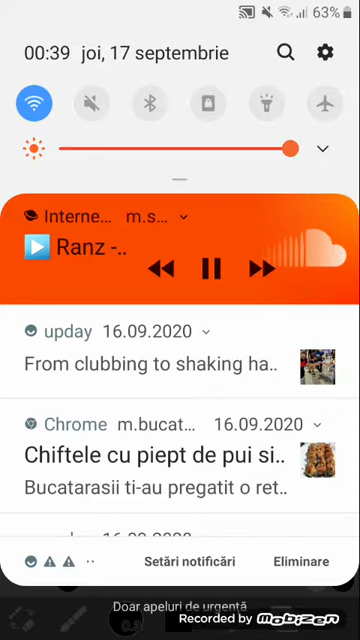 63%
00:39 joi, 17 septembrie
Interne... m.s...
Ranz -..
upday 16.09.2020
From clubbing to shaking ha..
Chrome m.bucat... 16.09.2020
Chiftele cu piept de pui si..
Bucatarasii ti-au pregatit o ret..
Setări notificări Eliminare
Doar apeluri de urgență
Recorded by Mobizen